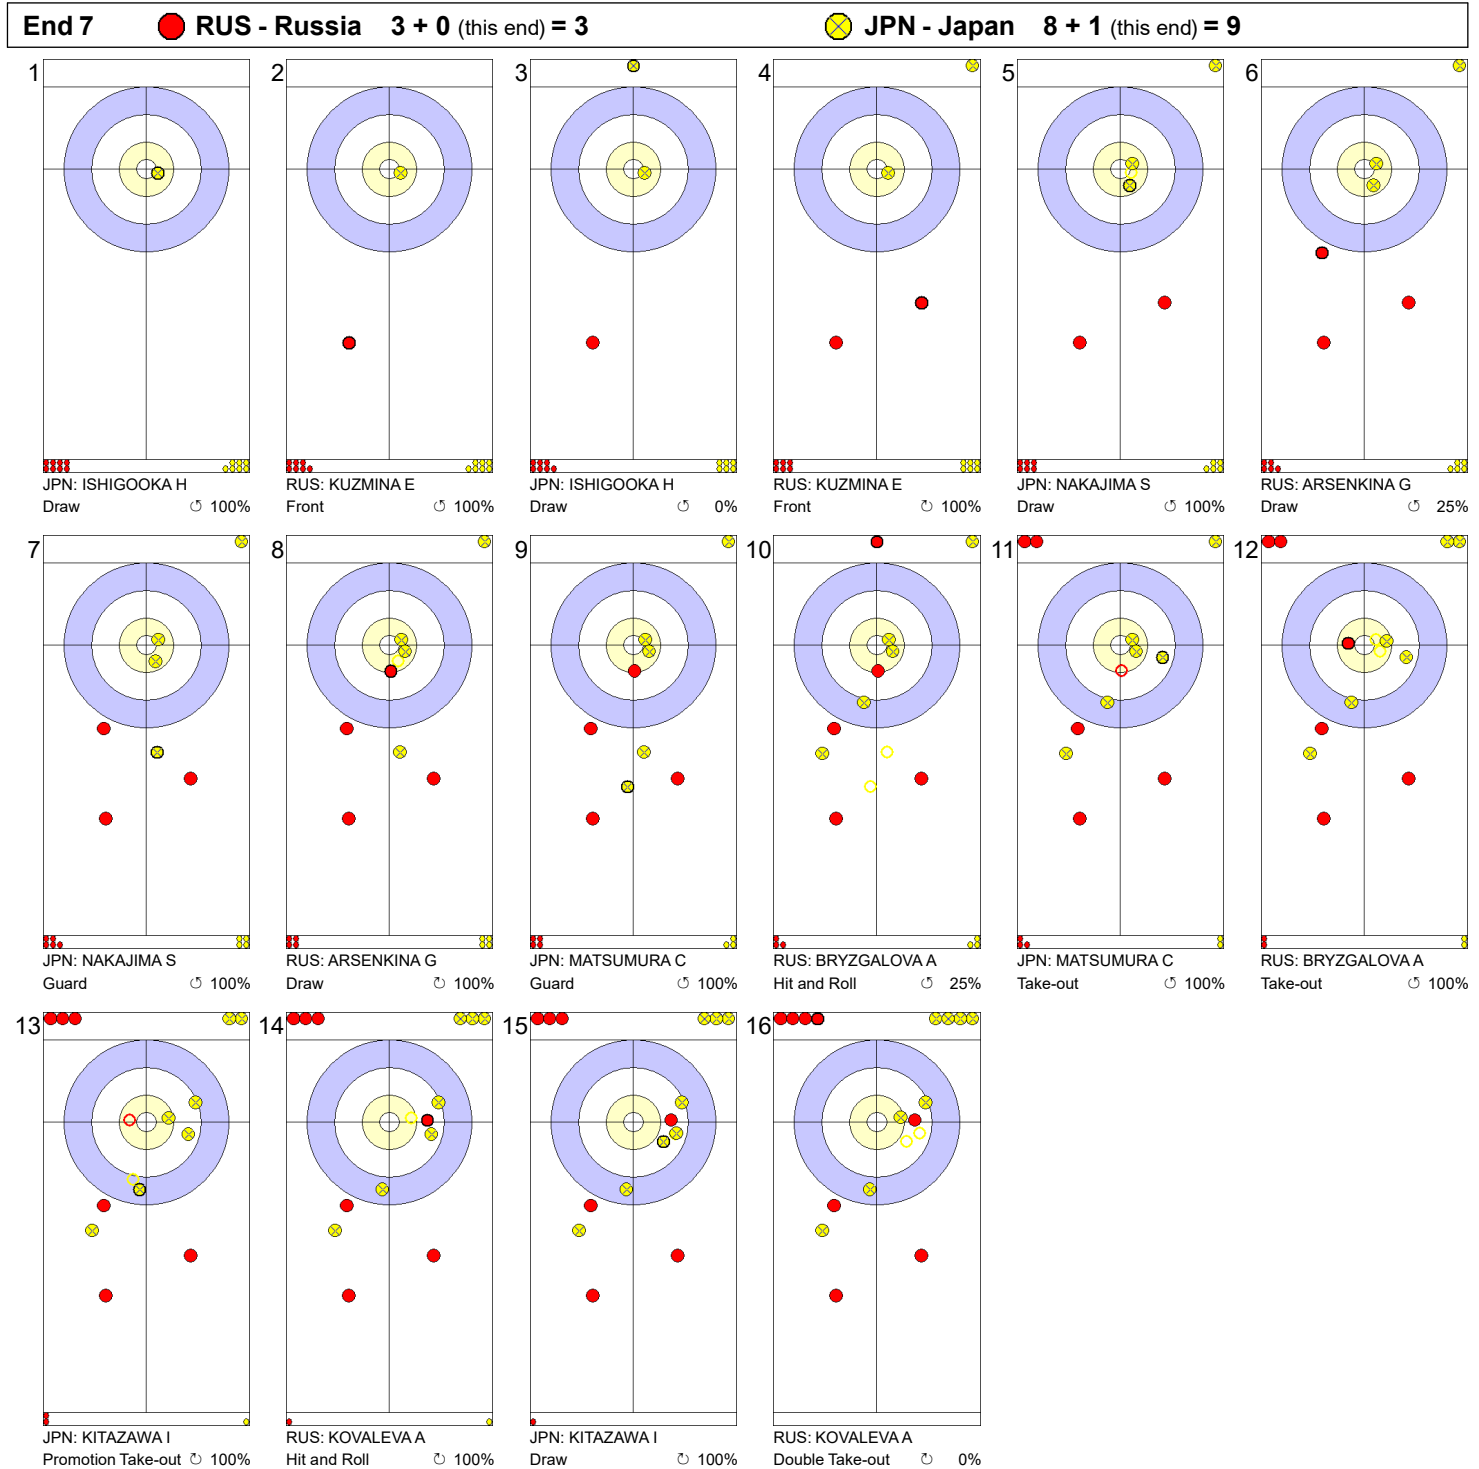 End 7 RUS - Russia 3 + 0 (this end) = 3 JPN - Japan 8 + 1 (this end) = 9
1 2 3 4 5 6
JPN: ISHIGOOKA H RUS: KUZMINA E JPN: ISHIGOOKA H RUS: KUZMINA E JPN: NAKAJIMA S RUS: ARSENKINA G
Draw ↺ 100% Front ↺ 100% Draw ↺ 0% Front ↻ 100% Draw ↻ 100% Draw ↺ 25%
7 8 9 10 11 12
JPN: NAKAJIMA S RUS: ARSENKINA G JPN: MATSUMURA C RUS: BRYZGALOVA A JPN: MATSUMURA C RUS: BRYZGALOVA A
Guard ↺ 100% Draw ↻ 100% Guard ↺ 100% Hit and Roll ↺ 25% Take-out ↺ 100% Take-out ↻ 100%
13 14 15 16
JPN: KITAZAWA I RUS: KOVALEVA A JPN: KITAZAWA I RUS: KOVALEVA A
Promotion Take-out ↻ 100% Hit and Roll ↻ 100% Draw ↻ 100% Double Take-out ↻ 0%